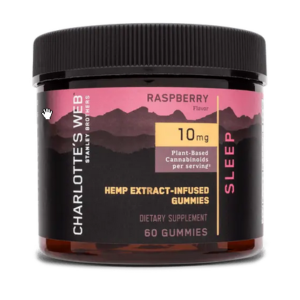 CHARLOTTE'S WEB
STANLEY BROTHERS
RASPBERRY
Flavor
10mg
Plant-Based
Cannabinoids
per serving†
SLEEP
HEMP EXTRACT-INFUSED
GUMMIES
DIETARY SUPPLEMENT
60 GUMMIES